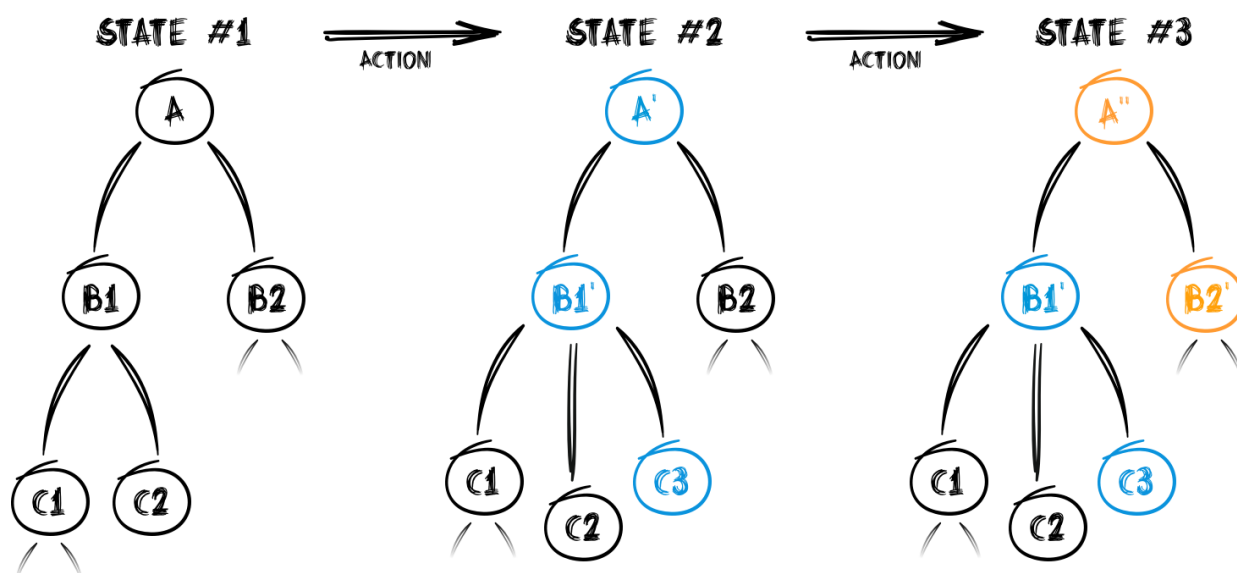 STATE #1
ACTION
STATE #2
ACTION
STATE #3
A
A'
A''
B1
B2
B1'
B2
B1'
B2'
C1
C2
C1
C2
C3
C1
C2
C3